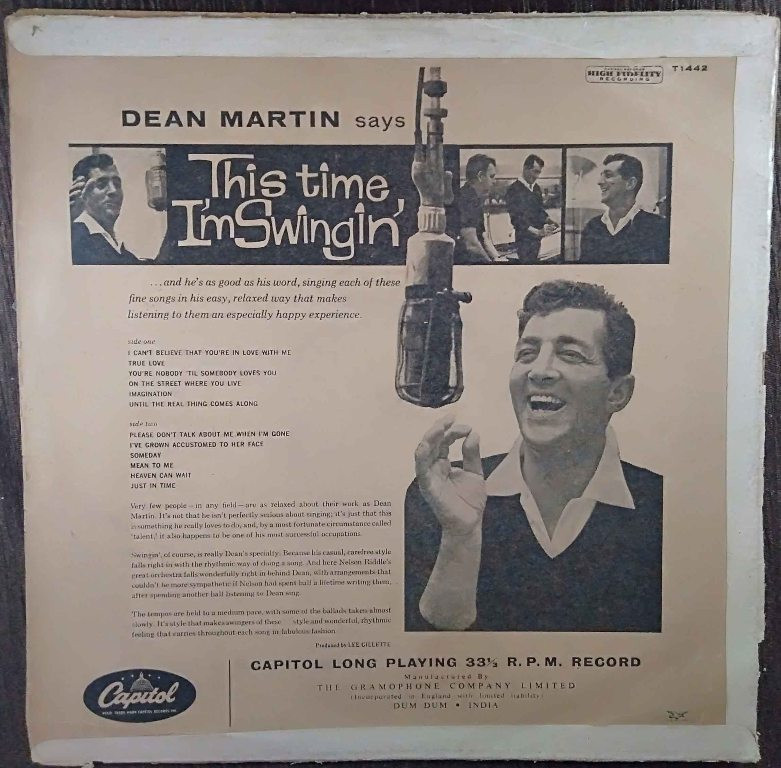 HIGH FIDELITY
RECORDING
T1442
DEAN MARTIN says
This time,
I'm Swingin'
...and he's as good as his word, singing each of these
fine songs in his easy, relaxed way that makes
listening to them an especially happy experience.
side one
I CAN'T BELIEVE THAT YOU'RE IN LOVE WITH ME
TRUE LOVE
YOU'RE NOBODY 'TIL SOMEBODY LOVES YOU
ON THE STREET WHERE YOU LIVE
IMAGINATION
UNTIL THE REAL THING COMES ALONG
side two
PLEASE DON'T TALK ABOUT ME WHEN I'M GONE
I'VE GROWN ACCUSTOMED TO HER FACE
SOMEDAY
MEAN TO ME
HEAVEN CAN WAIT
JUST IN TIME
Very few people – in any field – are as relaxed about their work as Dean
Martin. It's not that he isn't perfectly serious about singing; it's just that this
is something he really loves to do, and, by a most fortunate circumstance called
'talent,' it also happens to be one of his most successful occupations.
Swingin', of course, is really Dean's specialty. Because his casual, carefree style
falls right in with the rhythmic way of doing a song. And here Nelson Riddle's
great orchestra falls wonderfully right in behind Dean, with arrangements that
couldn't be more sympathetic if Nelson had spent half a lifetime writing them,
after spending another half listening to Dean sing.
The tempos are held to a medium pace, with some of the ballads taken almost
slowly. It's style that makes swingers of these style and wonderful, rhythmic
feeling that carries throughout each song in fabulous fashion.
Produced by LEE GILLETTE
CAPITOL LONG PLAYING 33⅓ R.P.M. RECORD
Manufactured By
THE GRAMOPHONE COMPANY LIMITED
(Incorporated in England with limited liability)
DUM DUM • INDIA
Capitol